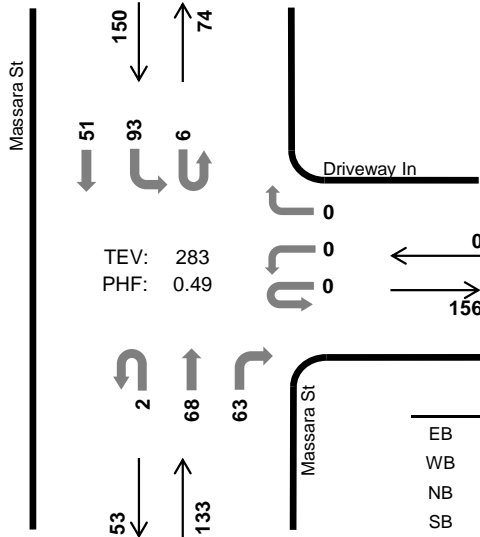 150
74
Massara St
51
93
6
Driveway In
0
0
0
0
TEV: 283
PHF: 0.49
156
2
68
63
Massara St
53
133
EB
WB
NB
SB